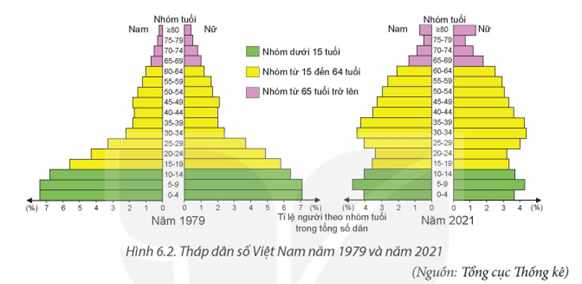 Nhóm tuổi
Nam
Nữ
≥80
75-79
70-74
65-69
60-64
55-59
50-54
45-49
40-44
35-39
30-34
25-29
20-24
15-19
10-14
5-9
0-4
(%) 7 6 5 4 3 2 1 0
0 1 2 3 4 5 6 7 (%)
Năm 1979
Nhóm dưới 15 tuổi
Nhóm từ 15 đến 64 tuổi
Nhóm từ 65 tuổi trở lên
Tỉ lệ người theo nhóm tuổi
trong tổng số dân
Nhóm tuổi
Nam
Nữ
≥80
75-79
70-74
65-69
60-64
55-59
50-54
45-49
40-44
35-39
30-34
25-29
20-24
15-19
10-14
5-9
0-4
5 4 3 2 1 0
0 1 2 3 4 (%)
Năm 2021
Hình 6.2. Tháp dân số Việt Nam năm 1979 và năm 2021
(Nguồn: Tổng cục Thống kê)